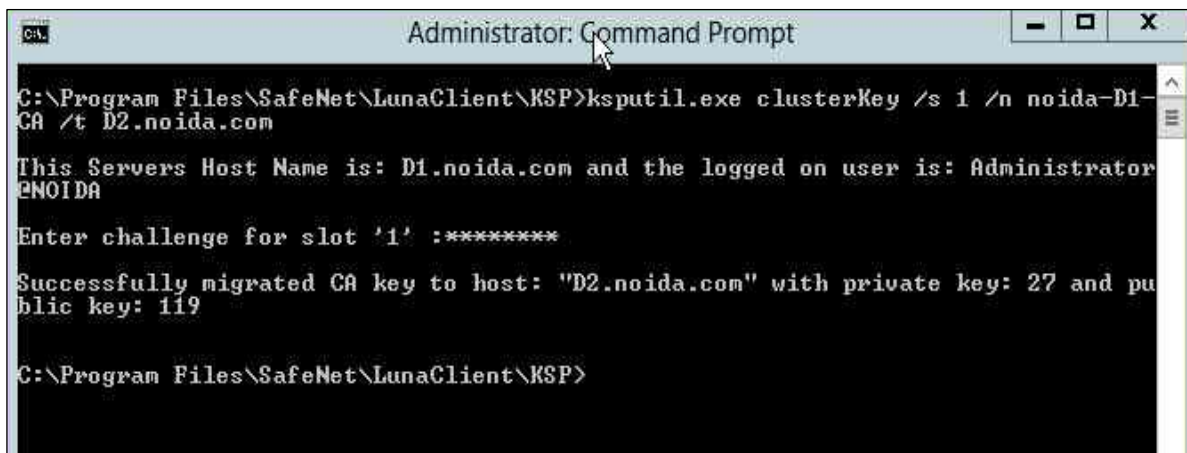 Administrator: Command Prompt
C:\Program Files\SafeNet\LunaClient\KSP>ksputil.exe clusterKey /s 1 /n noida-D1-
CA /t D2.noida.com
This Servers Host Name is: D1.noida.com and the logged on user is: Administrator
@NOIDA
Enter challenge for slot '1' :********
Successfully migrated CA key to host: "D2.noida.com" with private key: 27 and pu
blic key: 119
C:\Program Files\SafeNet\LunaClient\KSP>